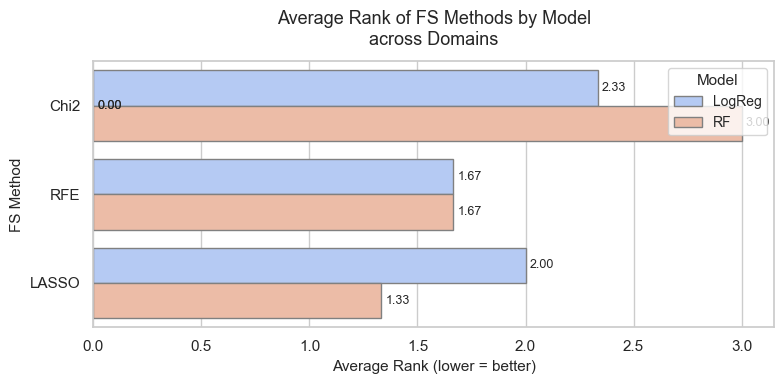 Average Rank of FS Methods by Model
across Domains
Model
LogReg
RF
FS Method
Chi2
2.33
0.00
3.00
RFE
1.67
1.67
LASSO
2.00
1.33
0.0 0.5 1.0 1.5 2.0 2.5 3.0
Average Rank (lower = better)